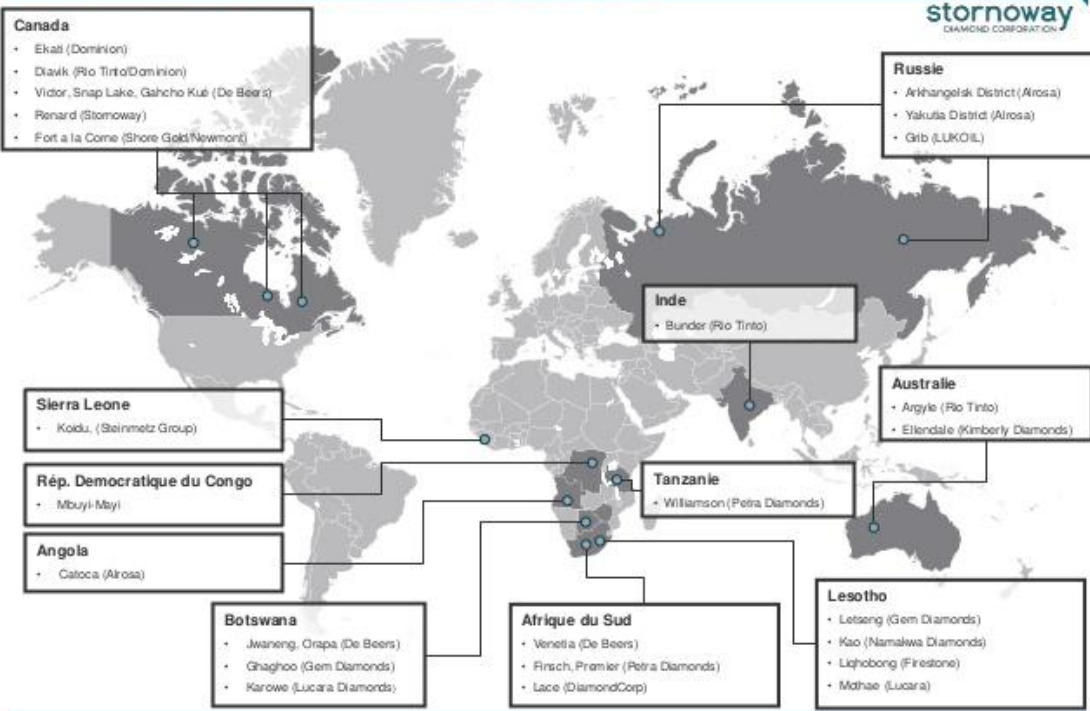 stornoway
DIAMOND CORPORATION
Canada
• Ekati (Dominion)
• Diavik (Rio Tinto/Dominion)
• Victor, Snap Lake, Gahcho Kué (De Beers)
• Renard (Stornoway)
• Fort a la Corne (Shore Gold/Newmont)
Russie
• Arkhangelsk District (Alrosa)
• Yakutia District (Alrosa)
• Grib (LUKOIL)
Inde
• Bunder (Rio Tinto)
Australie
• Argyle (Rio Tinto)
• Ellendale (Kimberly Diamonds)
Sierra Leone
• Koidu, (Steinmetz Group)
Rép. Democratique du Congo
• Mbuyi-Mayi
Tanzanie
• Williamson (Petra Diamonds)
Angola
• Catoca (Alrosa)
Botswana
• Jwaneng, Orapa (De Beers)
• Ghaghoo (Gem Diamonds)
• Karowe (Lucara Diamonds)
Afrique du Sud
• Venetia (De Beers)
• Finsch, Premier (Petra Diamonds)
• Lace (DiamondCorp)
Lesotho
• Letseng (Gem Diamonds)
• Kao (Namakwa Diamonds)
• Liqhobong (Firestone)
• Mothae (Lucara)